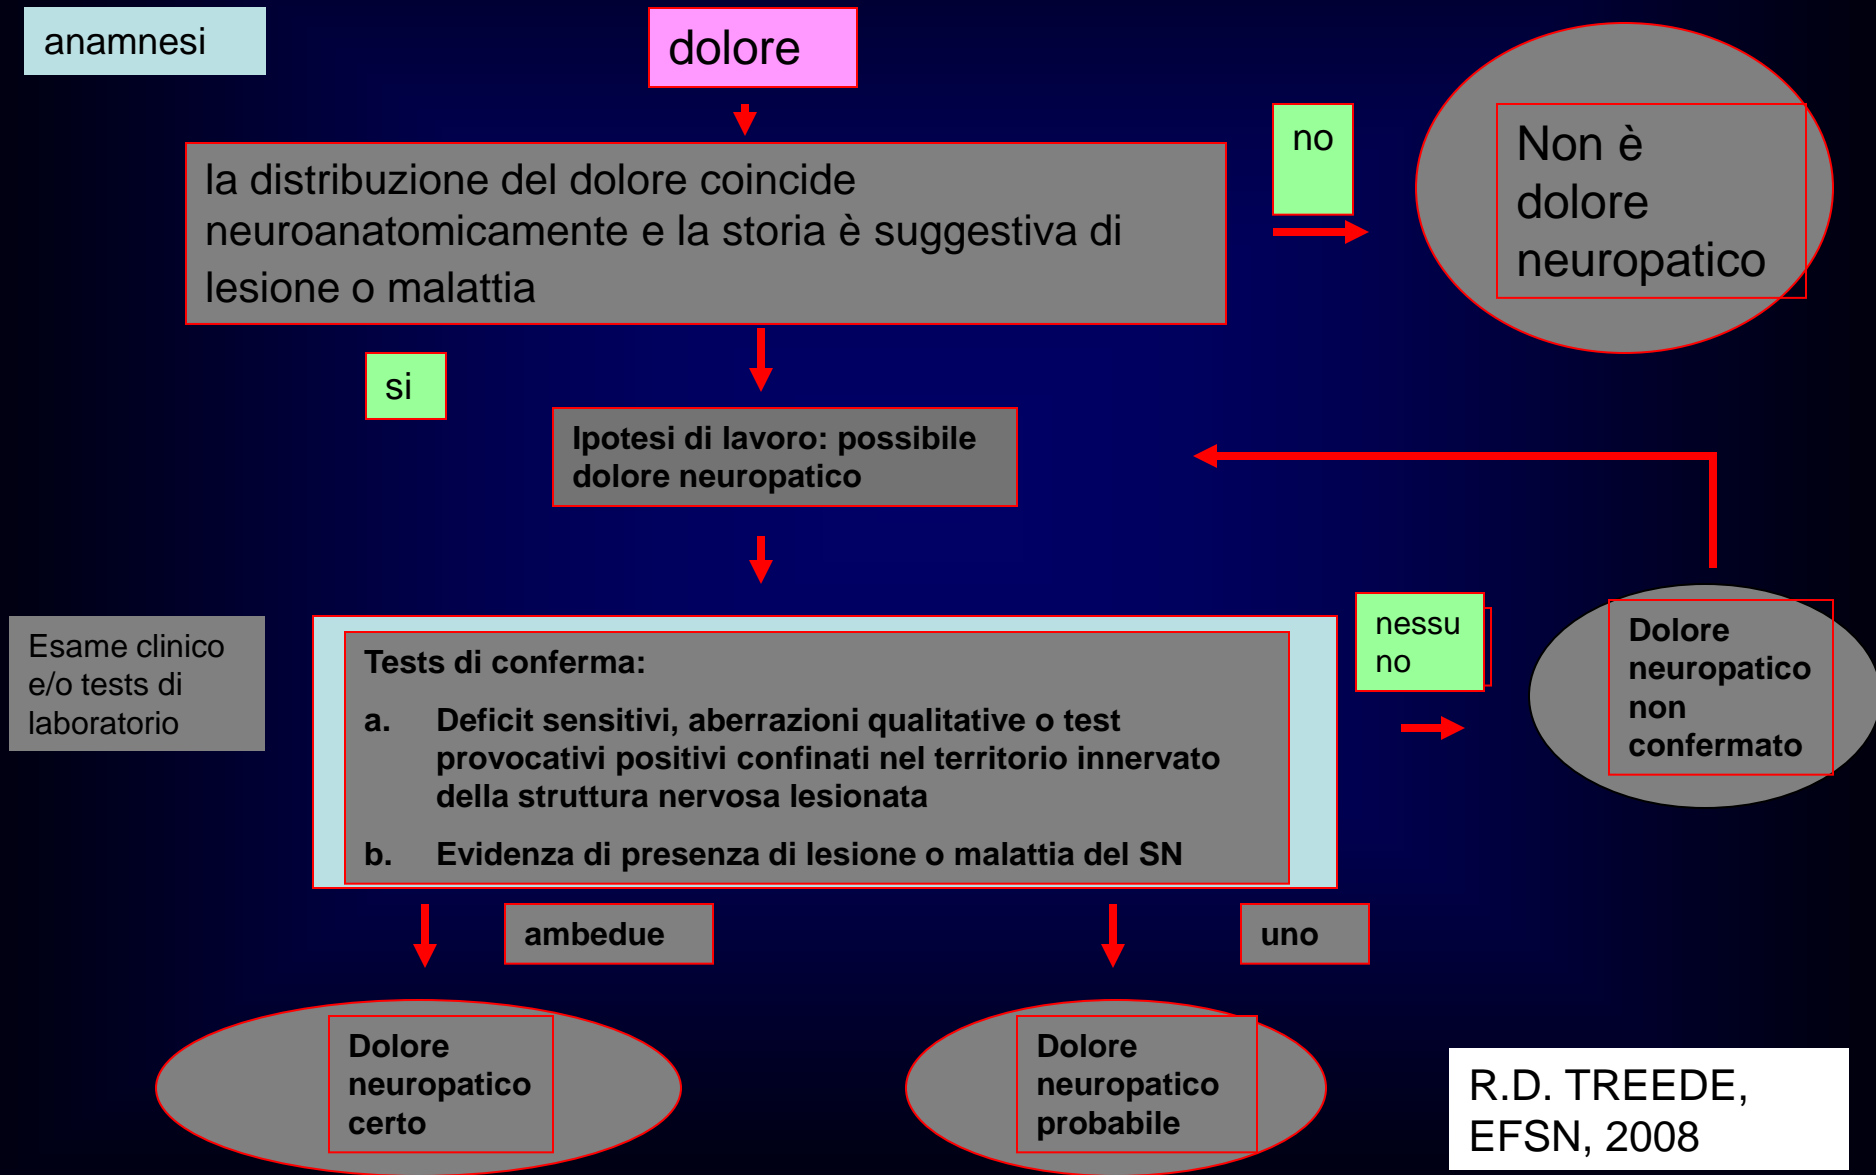 anamnesi
dolore
no
Non è
dolore
neuropatico
la distribuzione del dolore coincide
neuroanatomicamente e la storia è suggestiva di
lesione o malattia
si
Ipotesi di lavoro: possibile
dolore neuropatico
Esame clinico
e/o tests di
laboratorio
Tests di conferma:
a. Deficit sensitivi, aberrazioni qualitative o test
provocativi positivi confinati nel territorio innervato
della struttura nervosa lesionata
b. Evidenza di presenza di lesione o malattia del SN
nessu
no
Dolore
neuropatico
non
confermato
ambedue
uno
Dolore
neuropatico
certo
Dolore
neuropatico
probabile
R.D. TREEDE,
EFSN, 2008